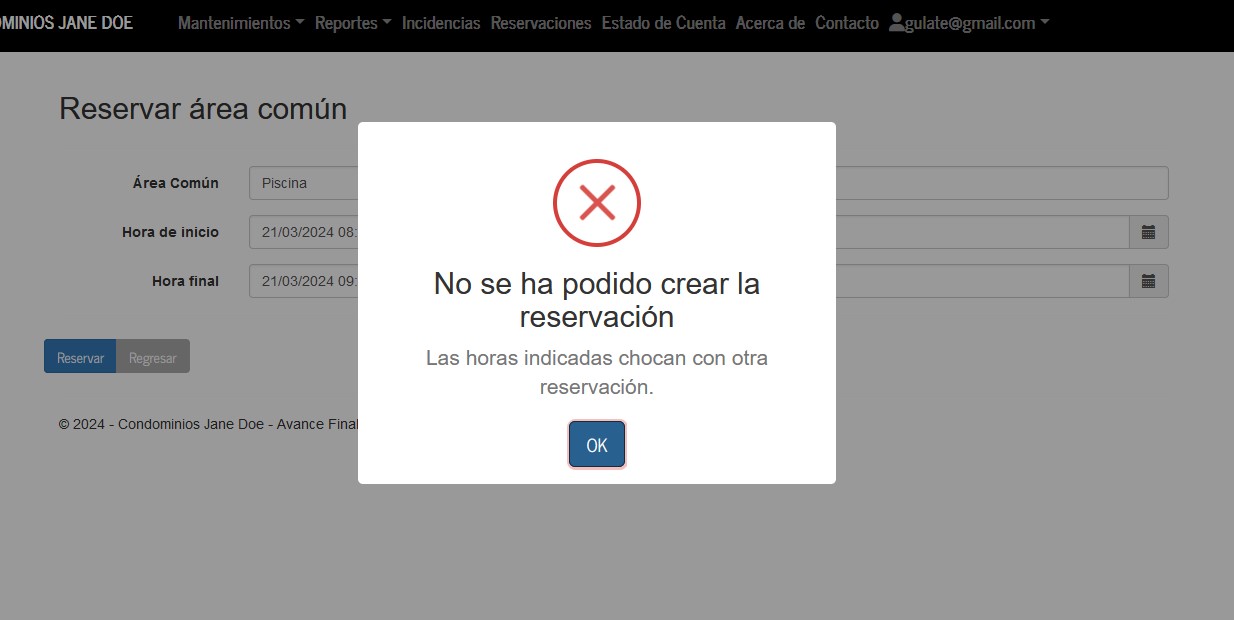 JANE DOE
Mantenimientos Reportes Incidencias Reservaciones Estado de Cuenta Acerca de Contacto gulate@gmail.com
Reservar área común
Área Común Piscina
Hora de inicio 21/03/2024 08:
Hora final 21/03/2024 09:
No se ha podido crear la
reservación
Las horas indicadas chocan con otra
reservación.
OK
Reservar Regresar
© 2024 - Condominios Jane Doe - Avance Final